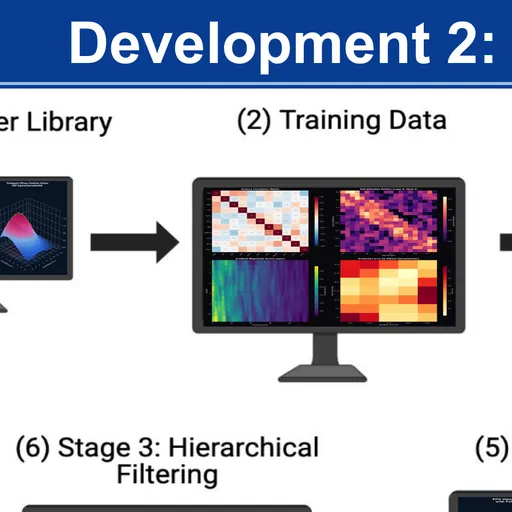 Development 2:
er Library
(2) Training Data
(6) Stage 3: Hierarchical
Filtering
(5)